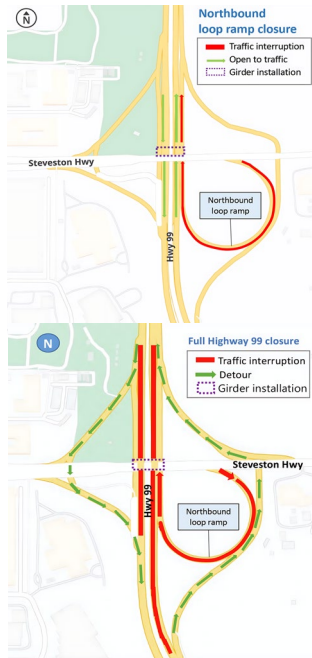 N
Northbound
loop ramp closure
Traffic interruption
Open to traffic
Girder installation
Steveston Hwy
Northbound
loop ramp
Hwy 99
Full Highway 99 closure
N
Traffic interruption
Detour
Girder installation
Steveston Hwy
Hwy 99
Northbound
loop ramp